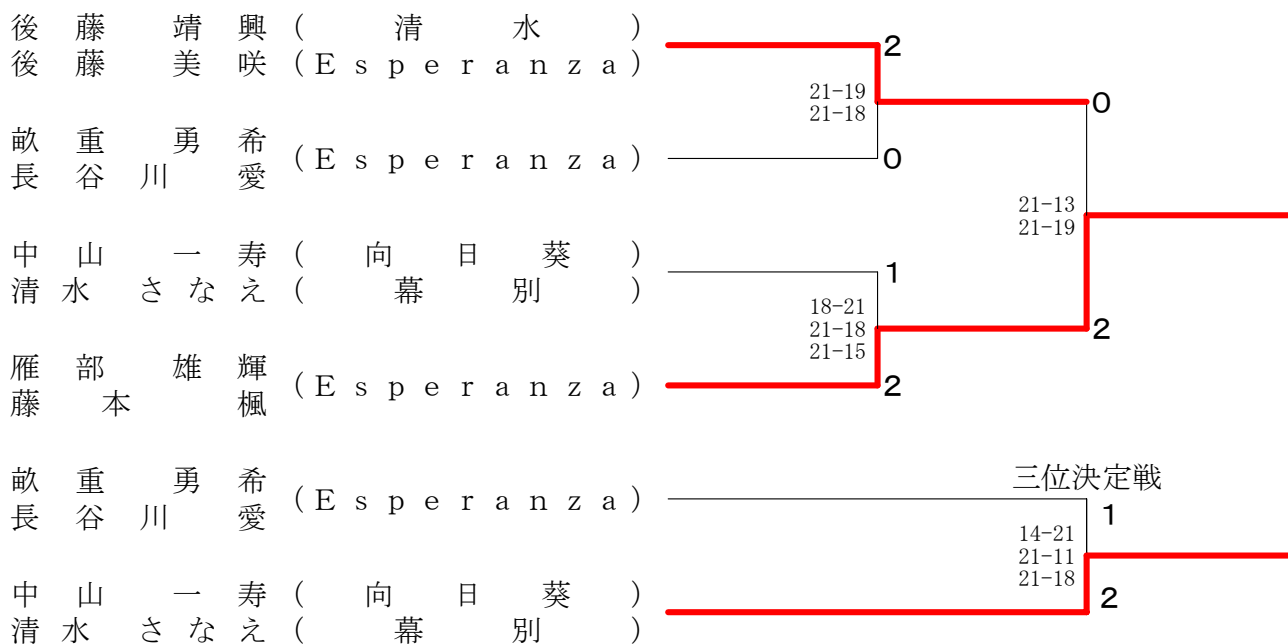 後藤 靖興 (清水)
後藤 美咲 (Esperanza)
2
21-19
21-18
0
畝重 勇希
長谷川 愛
(Esperanza)
0
21-13
21-19
中山 一寿 (向日葵)
清水 さなえ (幕別)
1
18-21
21-18
21-15
2
雁部 雄輝
藤本 楓
(Esperanza)
2
三位決定戦
畝重 勇希
長谷川 愛
(Esperanza)
1
14-21
21-11
21-18
中山 一寿 (向日葵)
清水 さなえ (幕別)
2